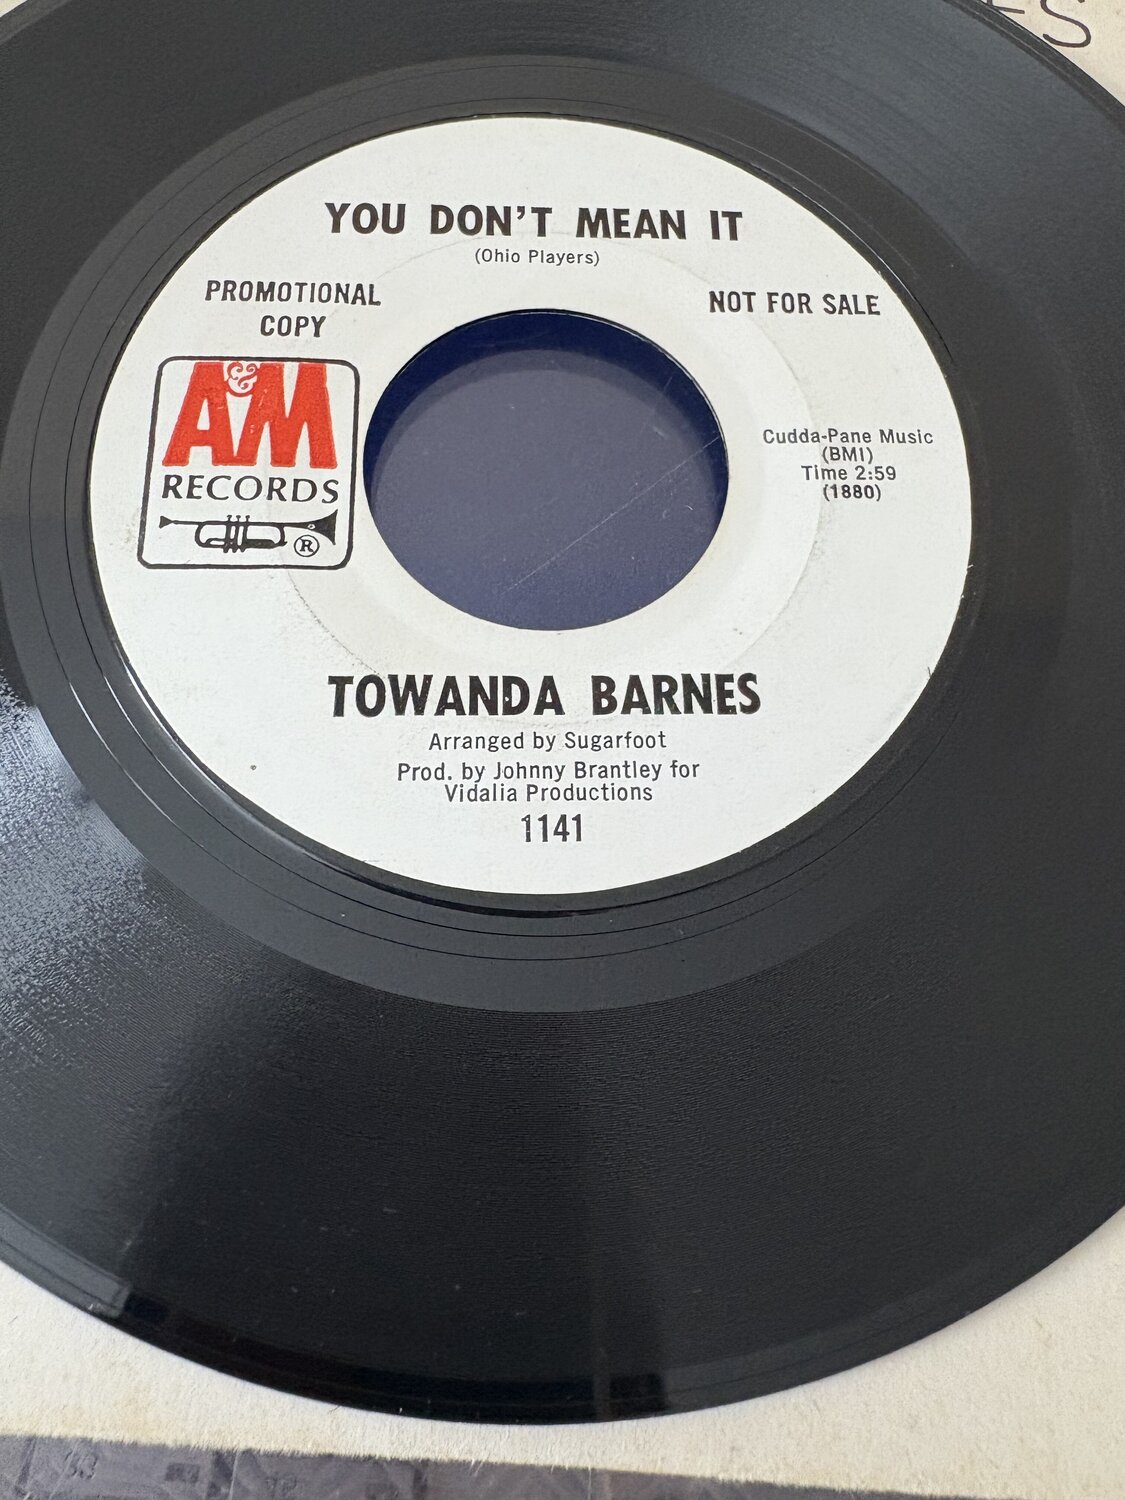 YOU DON'T MEAN IT
(Ohio Players)
PROMOTIONAL
COPY
NOT FOR SALE
A&M
RECORDS
®
Cudda-Pane Music
(BMI)
Time 2:59
(1880)
TOWANDA BARNES
Arranged by Sugarfoot
Prod. by Johnny Brantley for
Vidalia Productions
1141